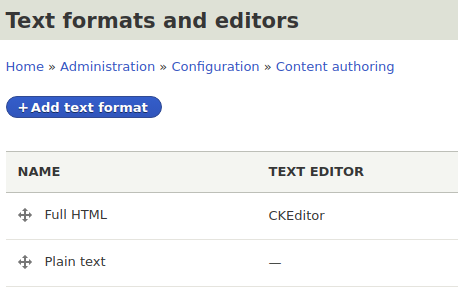 Text formats and editors
Home » Administration » Configuration » Content authoring
+ Add text format
NAME TEXT EDITOR
Full HTML CKEditor
Plain text —